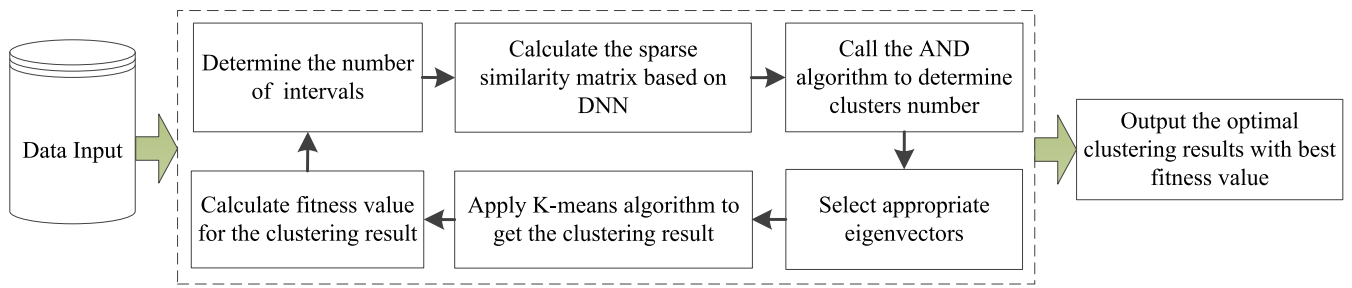 Data Input
Determine the number
of intervals
Calculate the sparse
similarity matrix based on
DNN
Call the AND
algorithm to determine
clusters number
Select appropriate
eigenvectors
Apply K-means algorithm to
get the clustering result
Calculate fitness value
for the clustering result
Output the optimal
clustering results with best
fitness value